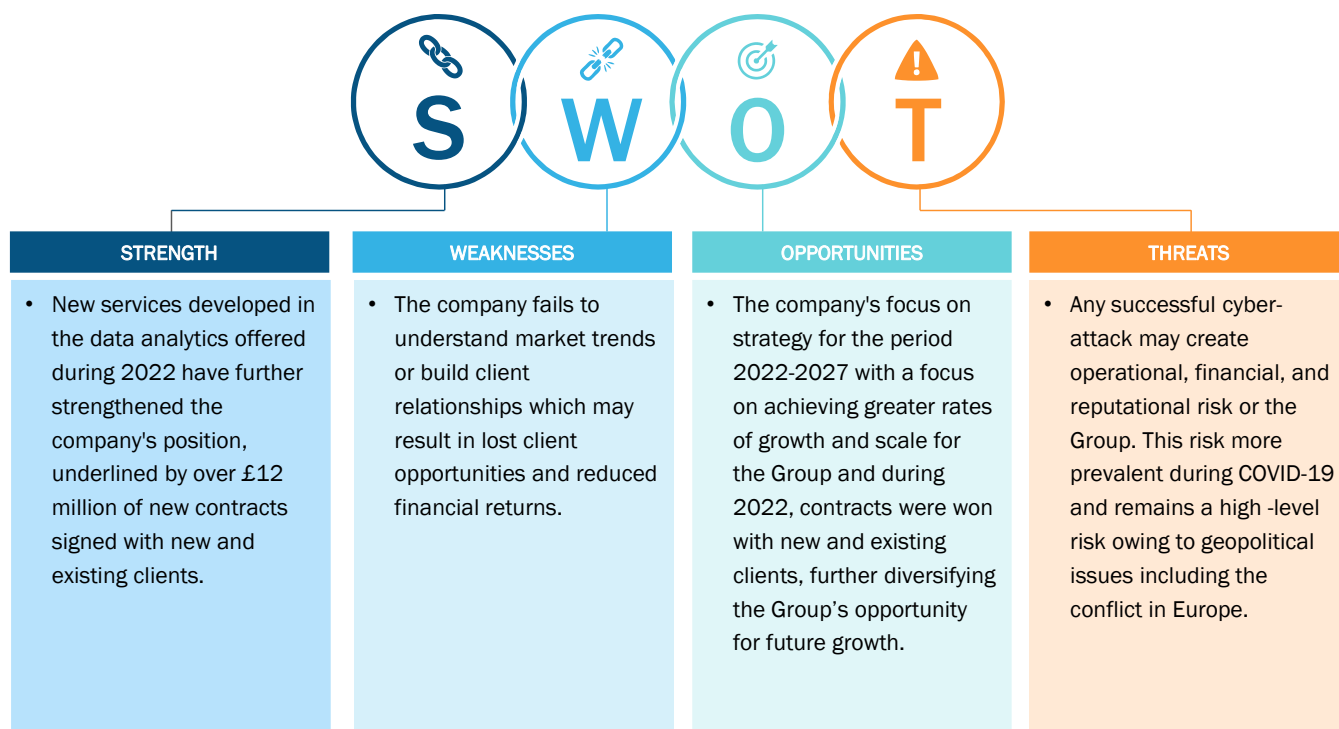 S
W
O
T
STRENGTH
• New services developed in
the data analytics offered
during 2022 have further
strengthened the
company's position,
underlined by over £12
million of new contracts
signed with new and
existing clients.
WEAKNESSES
• The company fails to
understand market trends
or build client
relationships which may
result in lost client
opportunities and reduced
financial returns.
OPPORTUNITIES
• The company's focus on
strategy for the period
2022-2027 with a focus
on achieving greater rates
of growth and scale for
the Group and during
2022, contracts were won
with new and existing
clients, further diversifying
the Group’s opportunity
for future growth.
THREATS
• Any successful cyber-
attack may create
operational, financial, and
reputational risk or the
Group. This risk more
prevalent during COVID-19
and remains a high -level
risk owing to geopolitical
issues including the
conflict in Europe.